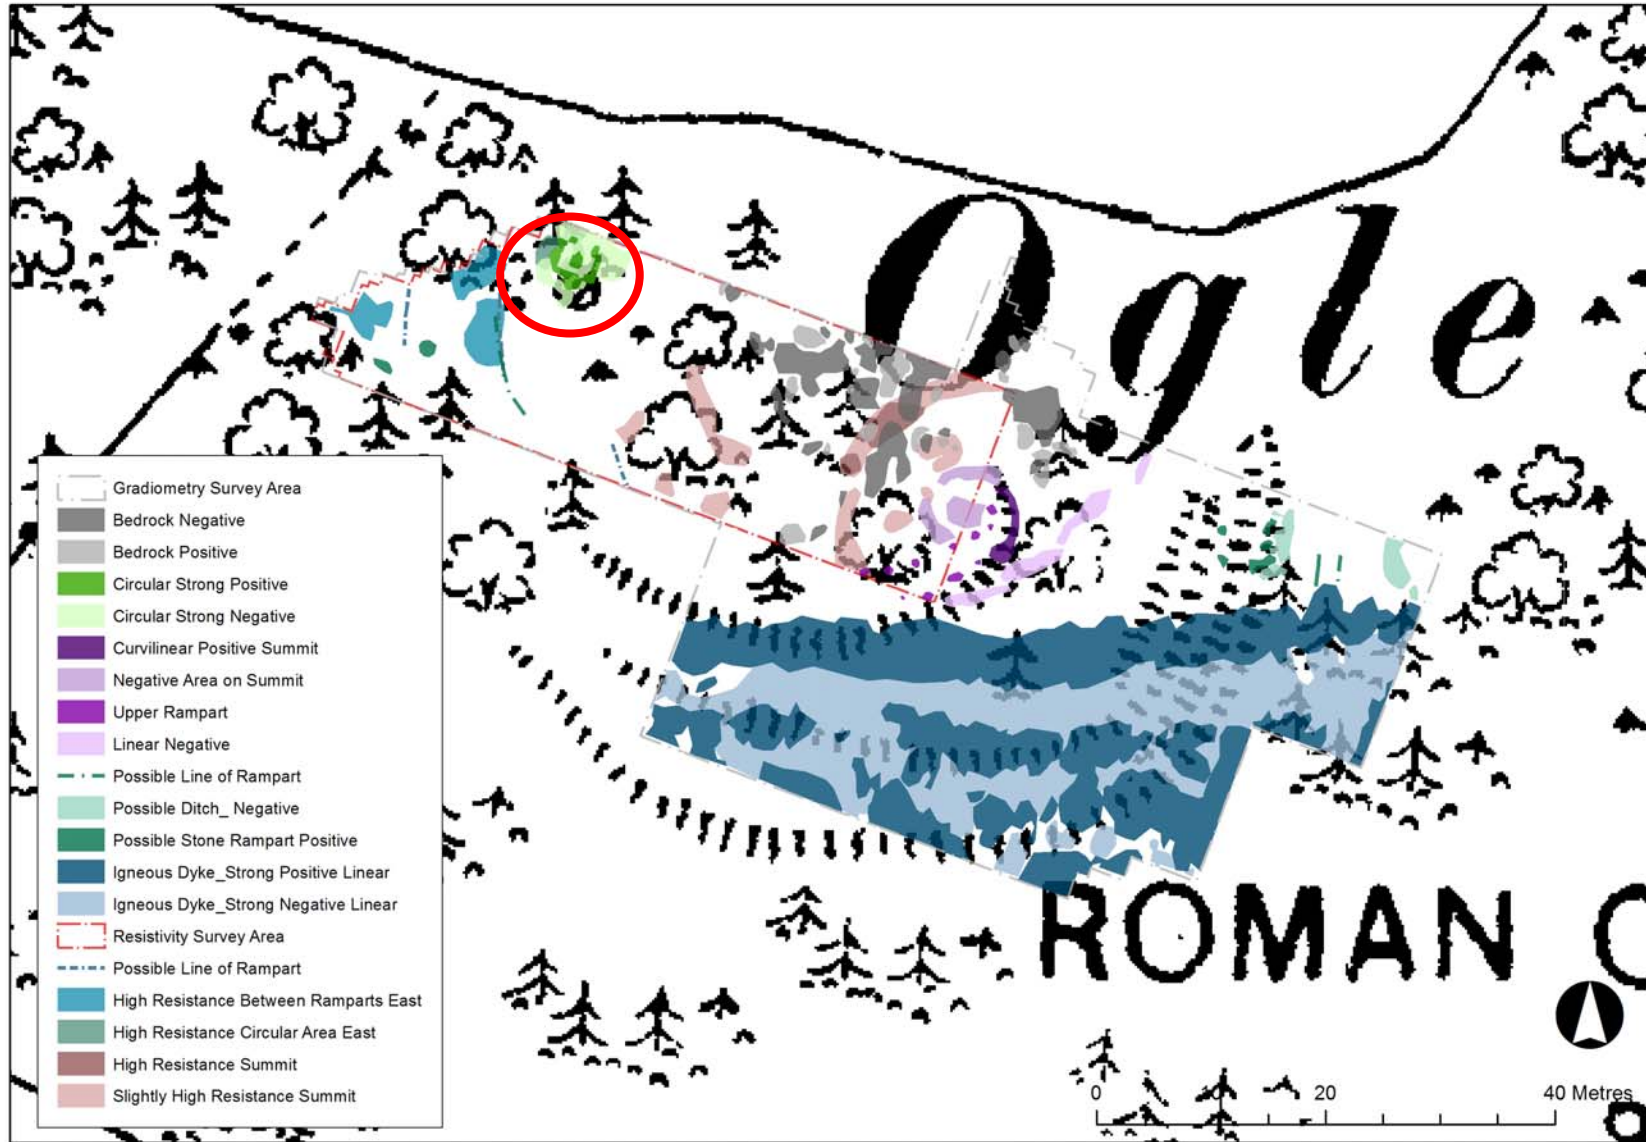 Ogle
Gradiometry Survey Area
Bedrock Negative
Bedrock Positive
Circular Strong Positive
Circular Strong Negative
Curvilinear Positive Summit
Negative Area on Summit
Upper Rampart
Linear Negative
Possible Line of Rampart
Possible Ditch_ Negative
Possible Stone Rampart Positive
Igneous Dyke_Strong Positive Linear
Igneous Dyke_Strong Negative Linear
Resistivity Survey Area
Possible Line of Rampart
High Resistance Between Ramparts East
High Resistance Circular Area East
High Resistance Summit
Slightly High Resistance Summit
ROMAN
0 20 40 Metres